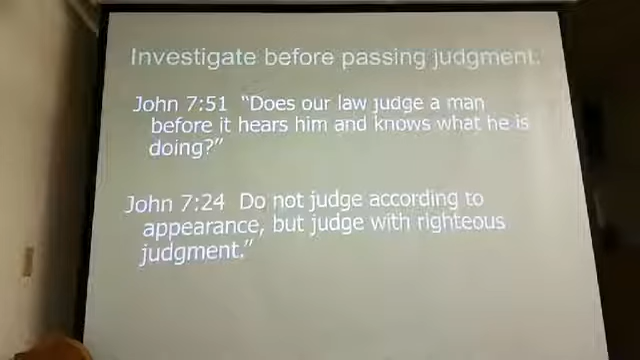 Investigate before passing judgment.
John 7:51 “Does our law judge a man
before it hears him and knows what he is
doing?”
John 7:24 Do not judge according to
appearance, but judge with righteous
judgment.”